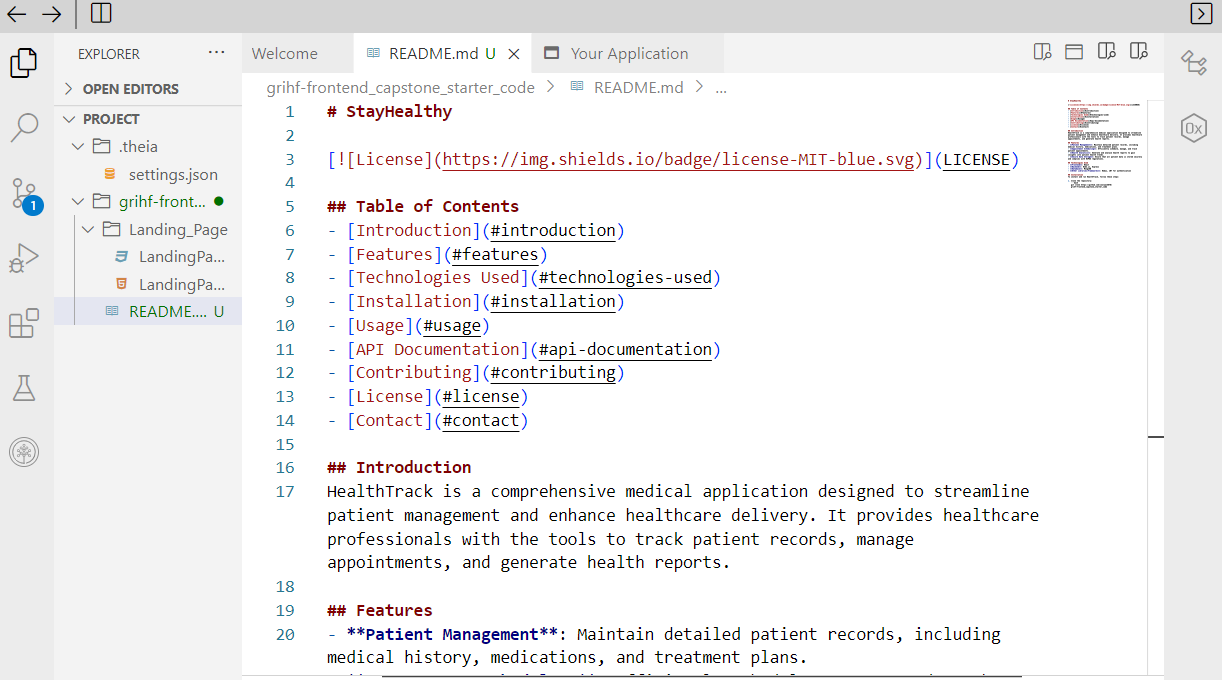 EXPLORER ...
Welcome
README.md U
Your Application
OPEN EDITORS
grihf-frontend_capstone_starter_code > README.md > ...
PROJECT
.theia
settings.json
grihf-front...
Landing_Page
LandingPa...
LandingPa...
README.... U
1
0x
1 # StayHealthy
2
3 [![License](https://img.shields.io/badge/license-MIT-blue.svg)](LICENSE)
4
5 ## Table of Contents
6 - [Introduction](#introduction)
7 - [Features](#features)
8 - [Technologies Used](#technologies-used)
9 - [Installation](#installation)
10 - [Usage](#usage)
11 - [API Documentation](#api-documentation)
12 - [Contributing](#contributing)
13 - [License](#license)
14 - [Contact](#contact)
15
16 ## Introduction
17 HealthTrack is a comprehensive medical application designed to streamline
patient management and enhance healthcare delivery. It provides healthcare
professionals with the tools to track patient records, manage
appointments, and generate health reports.
18
19 ## Features
20 - **Patient Management**: Maintain detailed patient records, including
medical history, medications, and treatment plans.